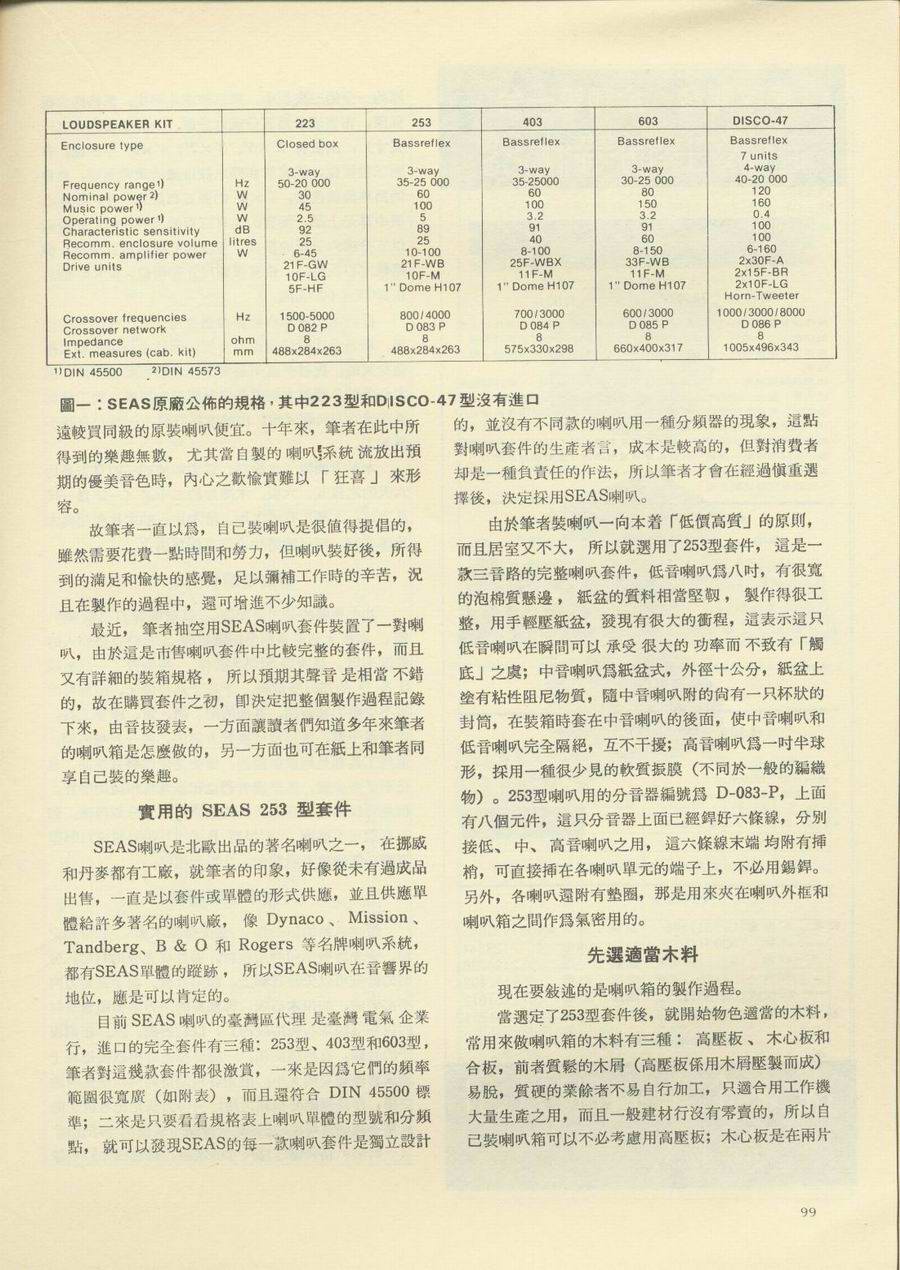 LOUDSPEAKER KIT 223 253 403 603 DISCO-47
Enclosure type Closed box Bassreflex Bassreflex Bassreflex Bassreflex
7 units
3-way 3-way 3-way 3-way 4-way
Frequency range1) Hz 50-20 000 35-25 000 35-25000 30-25 000 40-20 000
Nominal power 2) W 30 60 60 80 120
Music power 1) W 45 100 100 150 160
Operating power 1) W 2.5 5 3.2 3.2 0.4
Characteristic sensitivity dB 92 89 91 91 100
Recomm. enclosure volume litres 25 25 40 60 100
Recomm. amplifier power W 6-45 10-100 8-100 8-150 6-160
Drive units 21F-GW 21F-WB 25F-WBX 33F-WB 2x30F-A
10F-LG 10F-M 11F-M 11F-M 2x15F-BR
5F-HF 1" Dome H107 1" Dome H107 1" Dome H107 2x10F-LG
Horn-Tweeter
Crossover frequencies Hz 1500-5000 800/4000 700/3000 600/3000 1000/3000/8000
Crossover network D 082 P D 083 P D 084 P D 085 P D 086 P
Impedance ohm 8 8 8 8 8
Ext. measures (cab. kit) mm 488x284x263 488x284x263 575x330x298 660x400x317 1005x496x343
1)DIN 45500 2)DIN 45573
圖一：SEAS原廠公佈的規格，其中223型和DISCO-47型沒有進口
遠較買同級的原裝喇叭便宜。十年來，筆者在此中所
得到的樂趣無數， 尤其當自製的 喇叭系統 流放出預
期的優美音色時，內心之歡愉實難以「 狂喜 」來形
容。
故筆者一直以爲，自己裝喇叭是很值得提倡的，
雖然需要花費一點時間和勞力，但喇叭裝好後，所得
到的滿足和愉快的感覺，足以彌補工作時的辛苦，況
且在製作的過程中，還可增進不少知識。
最近， 筆者抽空用SEAS喇叭套件裝置了一對喇
叭，由於這是市售喇叭套件中比較完整的套件，而且
又有詳細的裝箱規格， 所以預期其聲音 是相當 不錯
的，故在購買套件之初，卽決定把整個製作過程記錄
下來，由音技發表，一方面讓讀者們知道多年來筆者
的喇叭箱是怎麼做的，另一方面也可在紙上和筆者同
享自己裝的樂趣。
實用的 SEAS 253 型套件
SEAS喇叭是北歐出品的著名喇叭之一， 在挪威
和丹麥都有工廠，就筆者的印象，好像從未有過成品
出售，一直是以套件或單體的形式供應，並且供應單
體給許多著名的喇叭廠， 像 Dynaco 、 Mission 、
Tandberg、B & O 和 Rogers 等名牌喇叭系統，
都有SEAS單體的蹤跡， 所以SEAS喇叭在音響界的
地位，應是可以肯定的。
目前 SEAS 喇叭的臺灣區代理 是臺灣 電氣 企業
行，進口的完全套件有三種：253型、403型和603型，
筆者對這幾款套件都很激賞，一來是因爲它們的頻率
範圍很寬廣（如附表），而且還符合 DIN 45500 標
準；二來是只要看看規格表上喇叭單體的型號和分頻
點， 就可以發現SEAS的每一款喇叭套件是獨立設計
的，並沒有不同款的喇叭用一種分頻器的現象，這點
對喇叭套件的生產者言，成本是較高的，但對消費者
却是一種負責任的作法，所以筆者才會在經過愼重選
擇後，決定採用SEAS喇叭。
由於筆者裝喇叭一向本着「低價高質」的原則，
而且居室又不大， 所以就選用了253型套件， 這是一
款三音路的完整喇叭套件，低音喇叭爲八吋，有很寬
的泡棉質懸邊， 紙盆的質料相當堅靱， 製作得很工
整，用手輕壓紙盆，發現有很大的衝程，這表示這只
低音喇叭在瞬間可以 承受 很大的 功率而 不致有「觸
底」之虞；中音喇叭爲紙盆式，外徑十公分，紙盆上
塗有粘性阻尼物質，隨中音喇叭附的尙有一只杯狀的
封筒，在裝箱時套在中音喇叭的後面，使中音喇叭和
低音喇叭完全隔絕，互不干擾；高音喇叭爲一吋半球
形，採用一種很少見的軟質振膜（不同於一般的編織
物）。253型喇叭用的分音器編號爲 D-083-P，上面
有八個元件，這只分音器上面已經銲好六條線，分別
接低、 中、 高音喇叭之用， 這六條線末端 均附有插
梢，可直接插在各喇叭單元的端子上，不必用錫銲。
另外，各喇叭還附有墊圈，那是用來夾在喇叭外框和
喇叭箱之間作爲氣密用的。
先選適當木料
現在要敍述的是喇叭箱的製作過程。
當選定了253型套件後，就開始物色適當的木料，
常用來做喇叭箱的木料有三種： 高壓板 、 木心板和
合板，前者質鬆的木屑（高壓板係用木屑壓製而成）
易脫，質硬的業餘者不易自行加工，只適合用工作機
大量生產之用，而且一般建材行沒有零賣的，所以自
己裝喇叭箱可以不必考慮用高壓板；木心板是在兩片
99